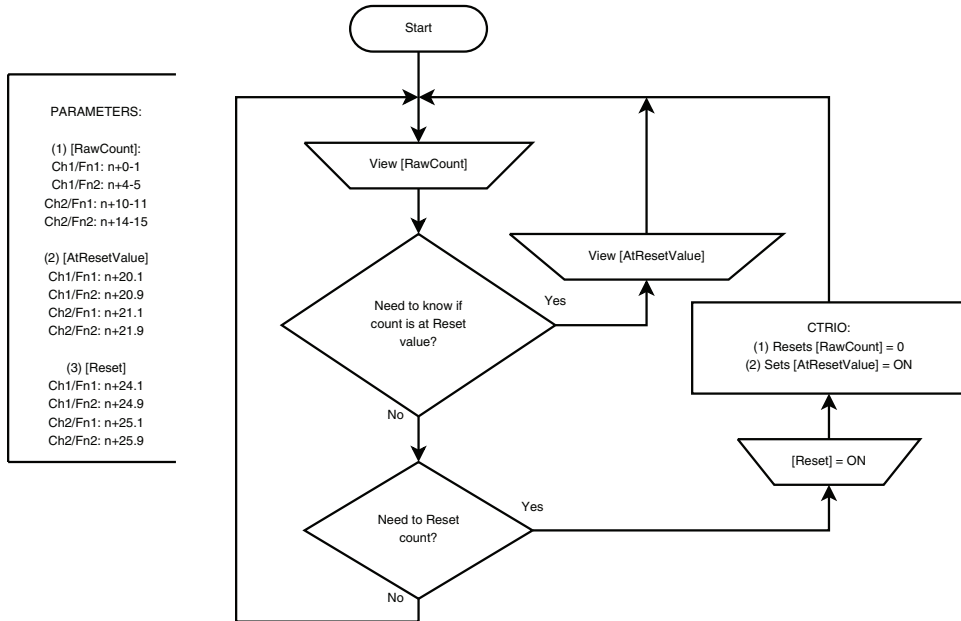 Start
PARAMETERS:
(1) [RawCount]:
Ch1/Fn1: n+0-1
Ch1/Fn2: n+4-5
Ch2/Fn1: n+10-11
Ch2/Fn2: n+14-15
(2) [AtResetValue]
Ch1/Fn1: n+20.1
Ch1/Fn2: n+20.9
Ch2/Fn1: n+21.1
Ch2/Fn2: n+21.9
(3) [Reset]
Ch1/Fn1: n+24.1
Ch1/Fn2: n+24.9
Ch2/Fn1: n+25.1
Ch2/Fn2: n+25.9
View [RawCount]
View [AtResetValue]
Need to know if
count is at Reset
value?
Yes
No
CTRIO:
(1) Resets [RawCount] = 0
(2) Sets [AtResetValue] = ON
[Reset] = ON
Need to Reset
count?
Yes
No